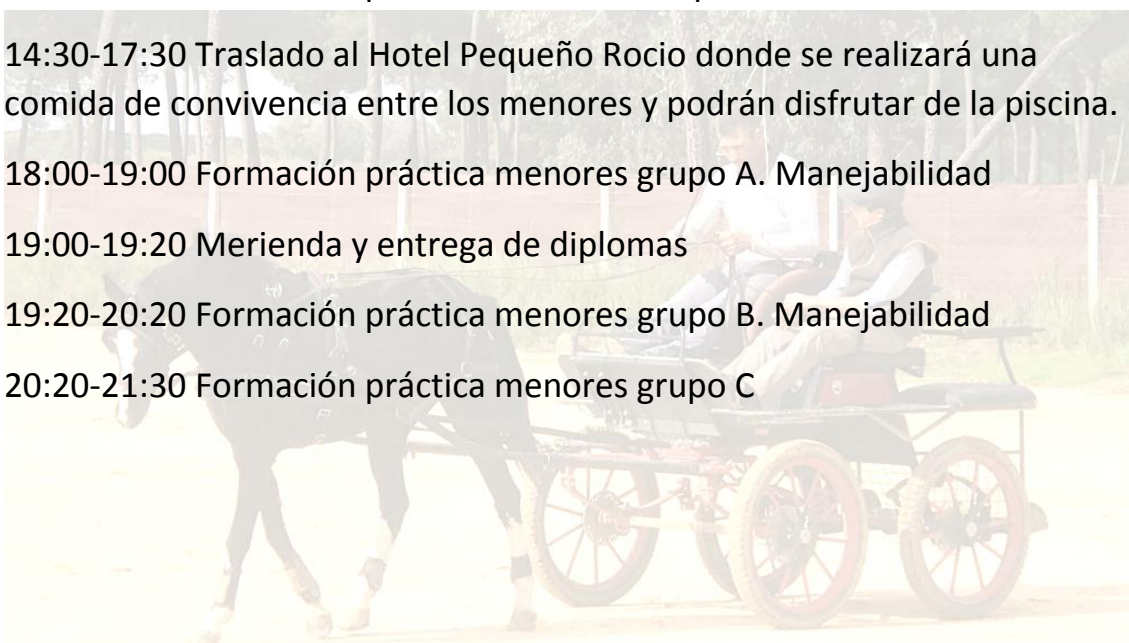 14:30-17:30 Traslado al Hotel Pequeño Rocio donde se realizará una
comida de convivencia entre los menores y podrán disfrutar de la piscina.
18:00-19:00 Formación práctica menores grupo A. Manejabilidad
19:00-19:20 Merienda y entrega de diplomas
19:20-20:20 Formación práctica menores grupo B. Manejabilidad
20:20-21:30 Formación práctica menores grupo C